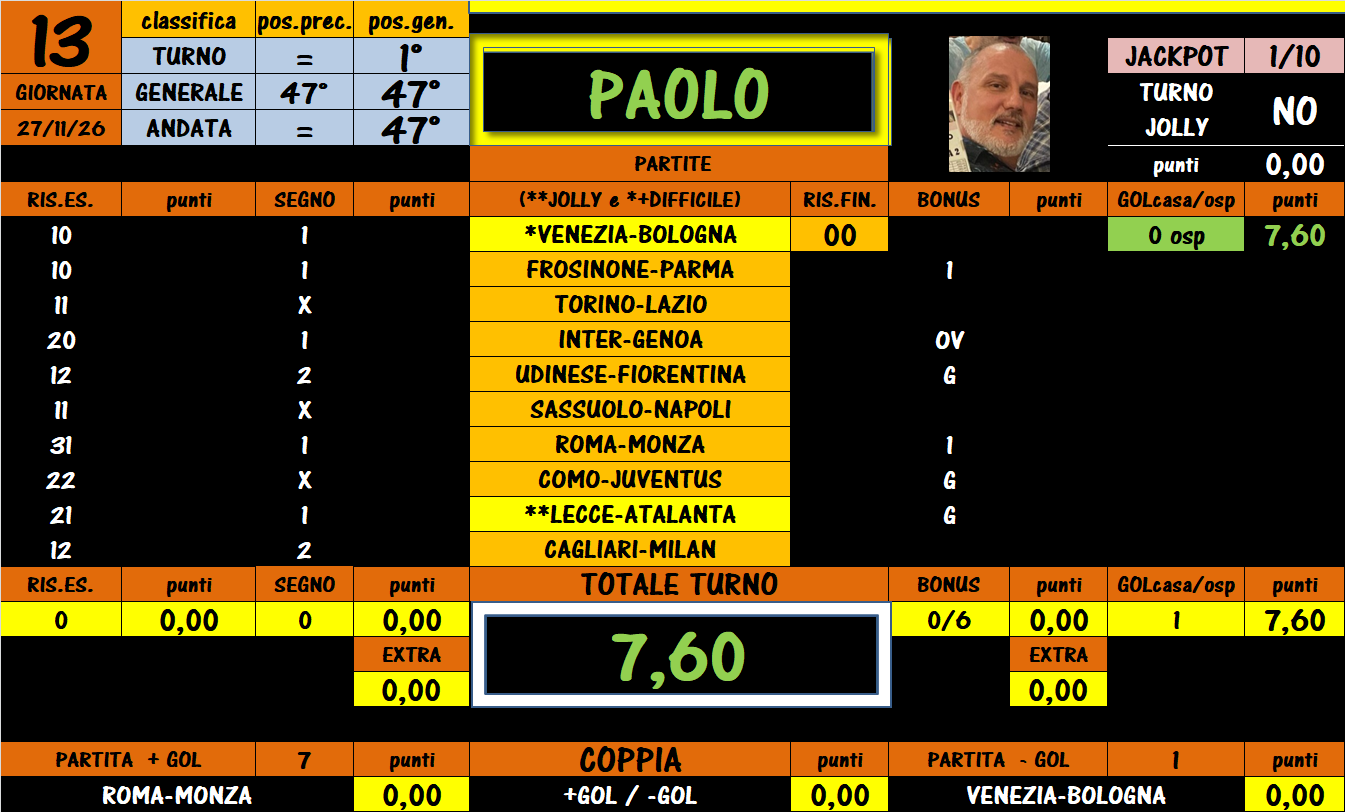 13 classifica pos.prec. pos.gen.
TURNO = 1°
PAOLO
JACKPOT 1/10
GIORNATA GENERALE 47° 47°
TURNO JOLLY NO
27/11/26 ANDATA = 47°
PARTITE
punti 0,00
RIS.ES. punti SEGNO punti (**JOLLY e *+DIFFICILE) RIS.FIN. BONUS punti GOLcasa/osp punti
10 1 *VENEZIA-BOLOGNA 00 0 osp 7,60
10 1 FROSINONE-PARMA 1
11 X TORINO-LAZIO
20 1 INTER-GENOA OV
12 2 UDINESE-FIORENTINA G
11 X SASSUOLO-NAPOLI
31 1 ROMA-MONZA 1
22 X COMO-JUVENTUS G
21 1 **LECCE-ATALANTA G
12 2 CAGLIARI-MILAN
RIS.ES. punti SEGNO punti TOTALE TURNO BONUS punti GOLcasa/osp punti
0 0,00 0 0,00 0/6 0,00 1 7,60
7,60
EXTRA EXTRA
0,00 0,00
PARTITA + GOL 7 punti COPPIA punti PARTITA - GOL 1 punti
ROMA-MONZA 0,00 +GOL / -GOL 0,00 VENEZIA-BOLOGNA 0,00